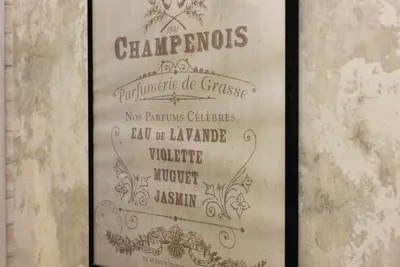 CHAMPENOIS
Parfumerie de Grasse
NOS PARFUMS CÉLÈBRES
EAU DE LAVANDE
VIOLETTE
MUGUET
JASMIN